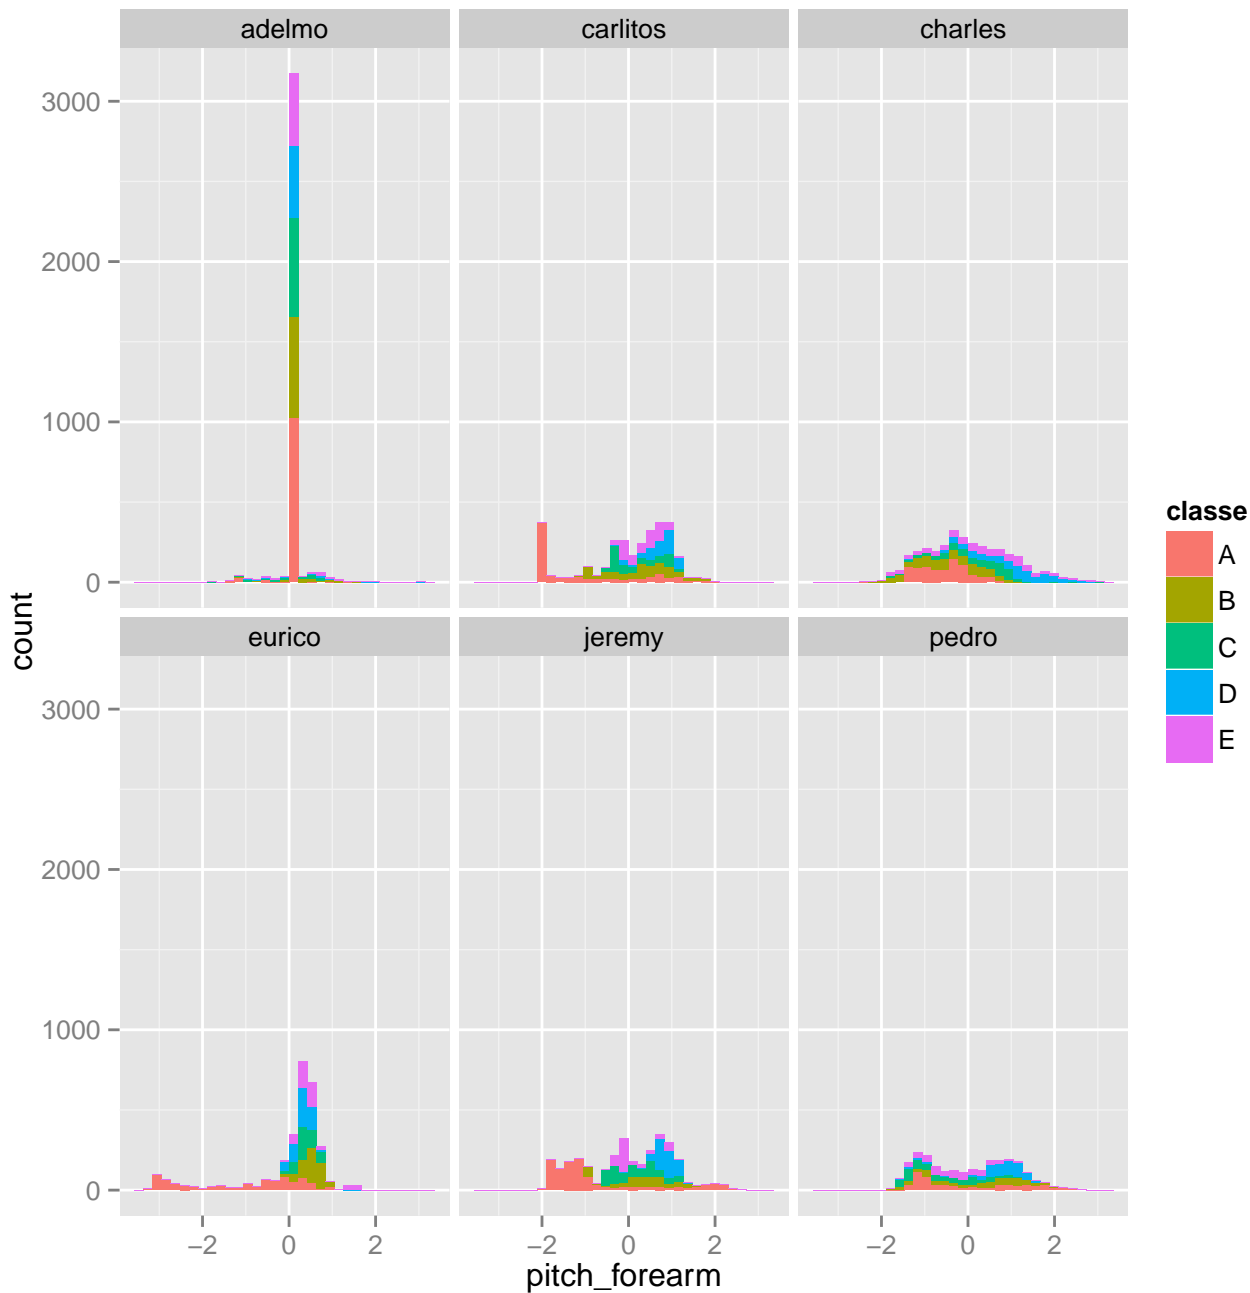 adelmo carlitos charles
3000
2000
1000
0
count
eurico jeremy pedro
3000
2000
1000
0
−2 0 2 −2 0 2 −2 0 2
pitch_forearm
classe
A
B
C
D
E